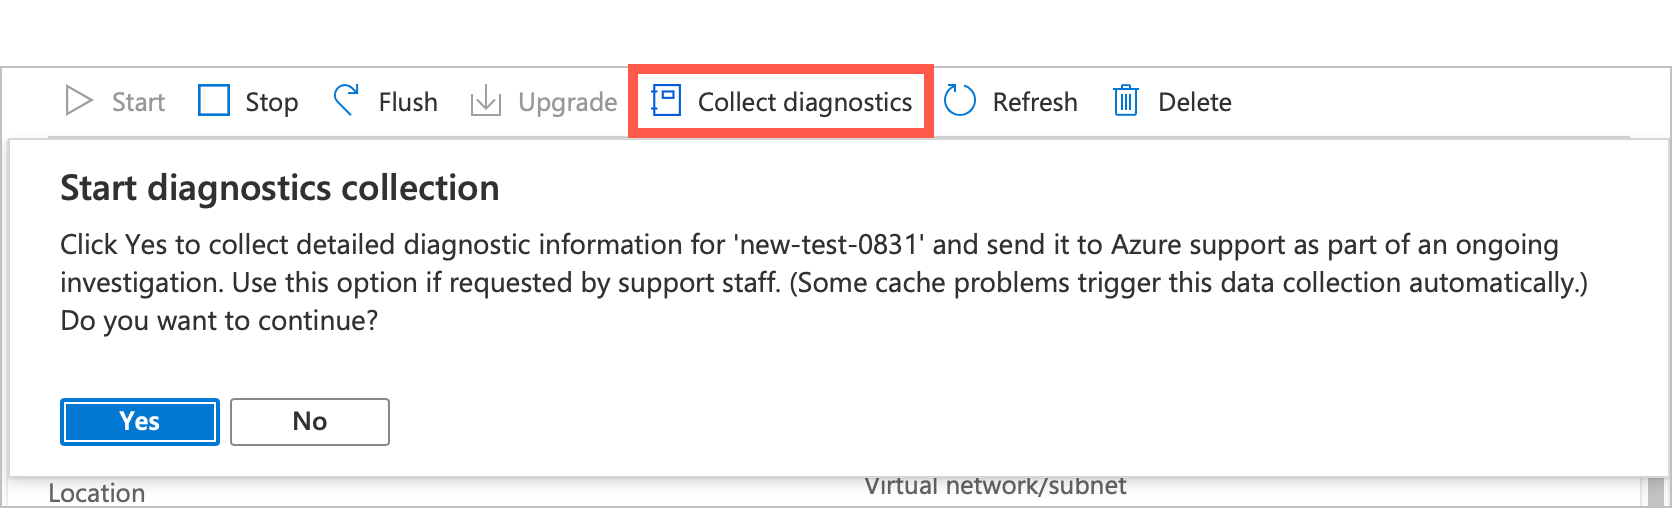 Start Stop Flush Upgrade Collect diagnostics Refresh Delete
Start diagnostics collection
Click Yes to collect detailed diagnostic information for 'new-test-0831' and send it to Azure support as part of an ongoing
investigation. Use this option if requested by support staff. (Some cache problems trigger this data collection automatically.)
Do you want to continue?
Yes No
Location Virtual network/subnet